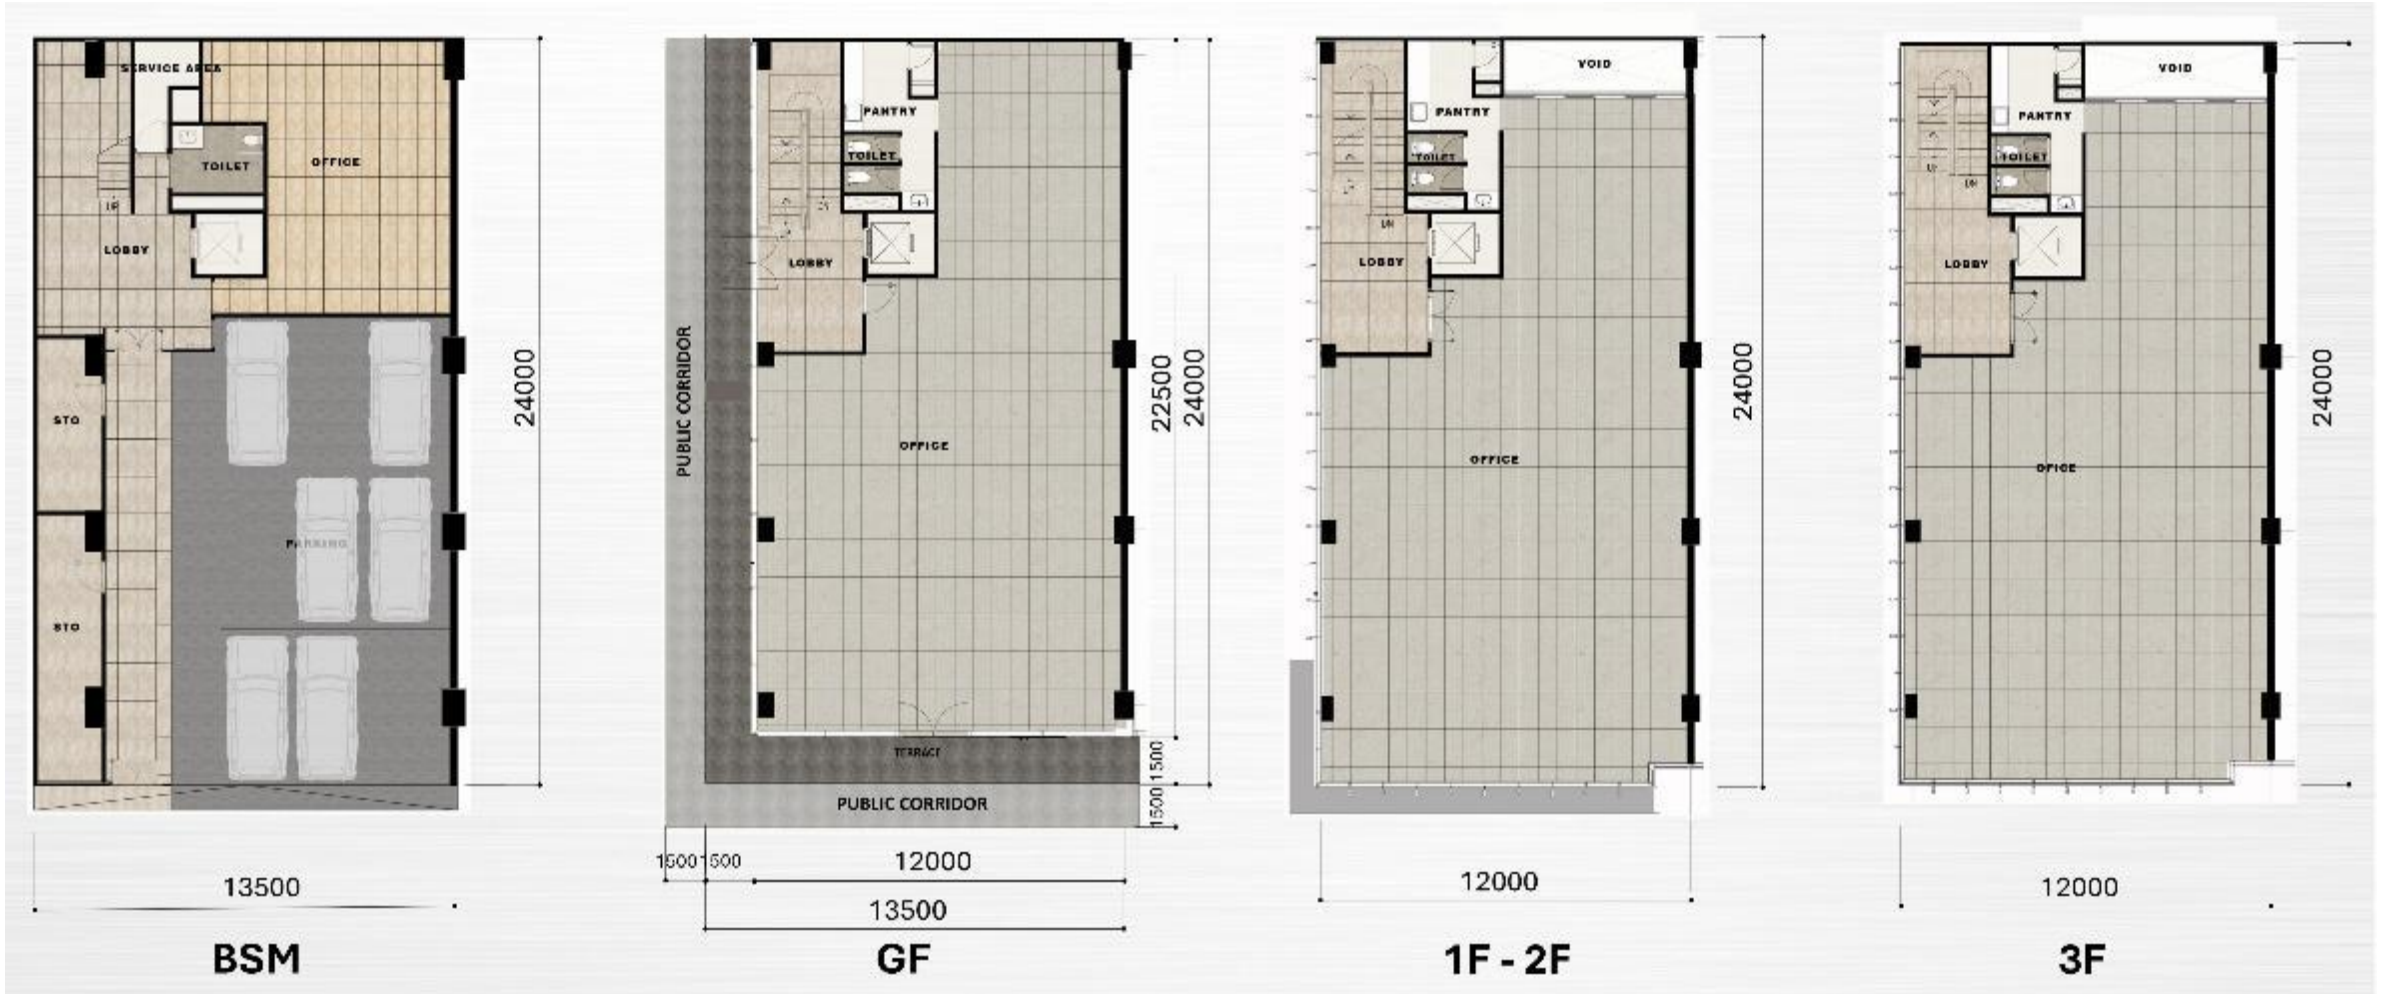 SERVICE AREA
TOILET
OFFICE
UP
LOBBY
STO
STO
PARKING
24000
13500
BSM
PUBLIC CORRIDOR
PANTRY
TOILET
LOBBY
OFFICE
TERRACE
PUBLIC CORRIDOR
22500
24000
1500
1500
1500
1500
12000
13500
GF
VOID
PANTRY
TOILET
DN
LOBBY
OFFICE
24000
12000
1F - 2F
VOID
PANTRY
TOILET
UP
DN
LOBBY
OFICE
24000
12000
3F